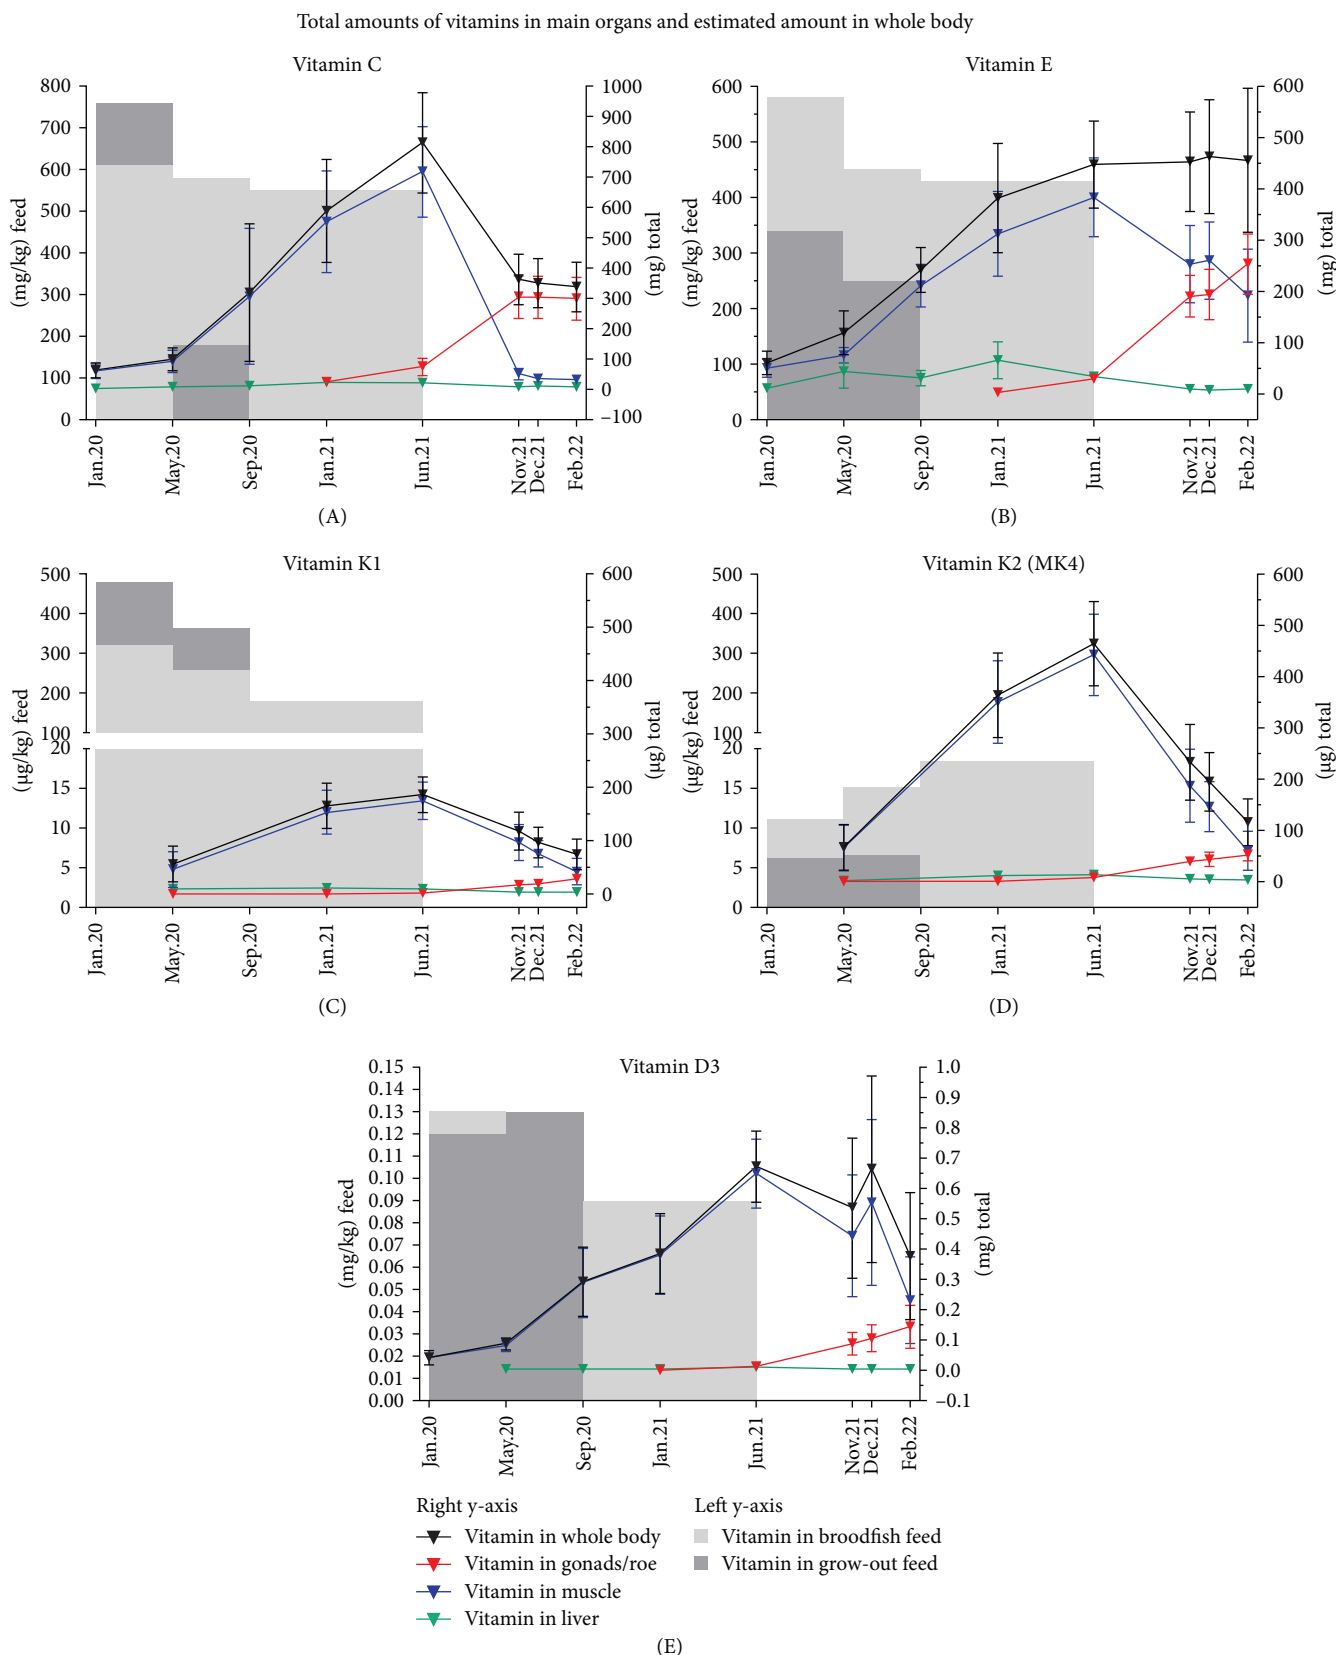 Total amounts of vitamins in main organs and estimated amount in whole body
Vitamin C
800
700
600
500
400
300
200
100
0
(mg/kg) feed
1000
900
800
700
600
500
400
300
200
100
0
–100
(mg) total
Jan.20
May.20
Sep.20
Jan.21
Jun.21
Nov.21
Dec.21
Feb.22
(A)
Vitamin E
600
500
400
300
200
100
0
(mg/kg) feed
600
500
400
300
200
100
0
(mg) total
Jan.20
May.20
Sep.20
Jan.21
Jun.21
Nov.21
Dec.21
Feb.22
(B)
Vitamin K1
500
400
300
200
100
20
15
10
5
0
(µg/kg) feed
600
500
400
300
200
100
0
(µg) total
Jan.20
May.20
Sep.20
Jan.21
Jun.21
Nov.21
Dec.21
Feb.22
(C)
Vitamin K2 (MK4)
500
400
300
200
100
20
15
10
5
0
(µg/kg) feed
600
500
400
300
200
100
0
(µg) total
Jan.20
May.20
Sep.20
Jan.21
Jun.21
Nov.21
Dec.21
Feb.22
(D)
Vitamin D3
0.15
0.14
0.13
0.12
0.11
0.10
0.09
0.08
0.07
0.06
0.05
0.04
0.03
0.02
0.01
0.00
(mg/kg) feed
1.0
0.9
0.8
0.7
0.6
0.5
0.4
0.3
0.2
0.1
0.0
–0.1
(mg) total
Jan.20
May.20
Sep.20
Jan.21
Jun.21
Nov.21
Dec.21
Feb.22
Right y-axis
Vitamin in whole body
Vitamin in gonads/roe
Vitamin in muscle
Vitamin in liver
Left y-axis
Vitamin in broodfish feed
Vitamin in grow-out feed
(E)